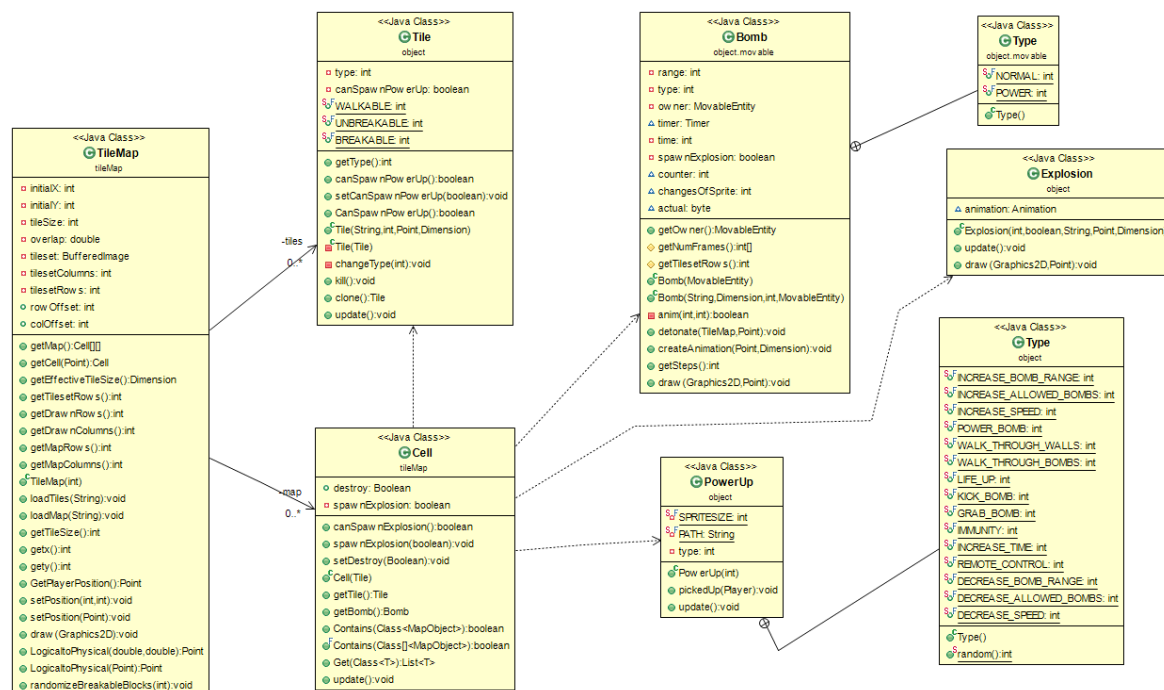 <<Java Class>>
TileMap
tileMap
initialX: int
initialY: int
tileSize: int
overlap: double
tileset: BufferedImage
tilesetColumns: int
tilesetRows: int
rowOffset: int
colOffset: int
getMap():Cell[][]
getCell(Point):Cell
getEffectiveTileSize():Dimension
getTilesetRows():int
getDrawnRows():int
getDrawnColumns():int
getMapRows():int
getMapColumns():int
TileMap(int)
loadTiles(String):void
loadMap(String):void
getTileSize():int
getx():int
gety():int
GetPlayerPosition():Point
setPosition(int,int):void
setPosition(Point):void
draw(Graphics2D):void
LogicaltoPhysical(double,double):Point
LogicaltoPhysical(Point):Point
randomizeBreakableBlocks(int):void
-tiles
0..*
-map
0..*
<<Java Class>>
Tile
object
type: int
canSpawnPowerUp: boolean
WALKABLE: int
UNBREAKABLE: int
BREAKABLE: int
getType():int
canSpawnPowerUp():boolean
setCanSpawnPowerUp(boolean):void
CanSpawnPowerUp():boolean
Tile(String,int,Point,Dimension)
Tile(Tile)
changeType(int):void
kill():void
clone():Tile
update():void
<<Java Class>>
Cell
tileMap
destroy: Boolean
spawnExplosion: boolean
canSpawnExplosion():boolean
spawnExplosion(boolean):void
setDestroy(Boolean):void
Cell(Tile)
getTile():Tile
getBomb():Bomb
Contains(Class<MapObject>):boolean
Contains(Class[]<MapObject>):boolean
Get(Class<T>):List<T>
update():void
<<Java Class>>
Bomb
object.movable
range: int
type: int
owner: MovableEntity
timer: Timer
time: int
spawnExplosion: boolean
counter: int
changesOfSprite: int
actual: byte
getOwner():MovableEntity
getNumFrames():int[]
getTilesetRows():int
Bomb(MovableEntity)
Bomb(String,Dimension,int,MovableEntity)
anim(int,int):boolean
detonate(TileMap,Point):void
createAnimation(Point,Dimension):void
getSteps():int
draw(Graphics2D,Point):void
<<Java Class>>
PowerUp
object
SPRITESIZE: int
PATH: String
type: int
PowerUp(int)
pickedUp(Player):void
update():void
<<Java Class>>
Type
object.movable
NORMAL: int
POWER: int
Type()
<<Java Class>>
Explosion
object
animation: Animation
Explosion(int,boolean,String,Point,Dimension)
update():void
draw(Graphics2D,Point):void
<<Java Class>>
Type
object
INCREASE_BOMB_RANGE: int
INCREASE_ALLOWED_BOMBS: int
INCREASE_SPEED: int
POWER_BOMB: int
WALK_THROUGH_WALLS: int
WALK_THROUGH_BOMBS: int
LIFE_UP: int
KICK_BOMB: int
GRAB_BOMB: int
IMMUNITY: int
INCREASE_TIME: int
REMOTE_CONTROL: int
DECREASE_BOMB_RANGE: int
DECREASE_ALLOWED_BOMBS: int
DECREASE_SPEED: int
Type()
random():int